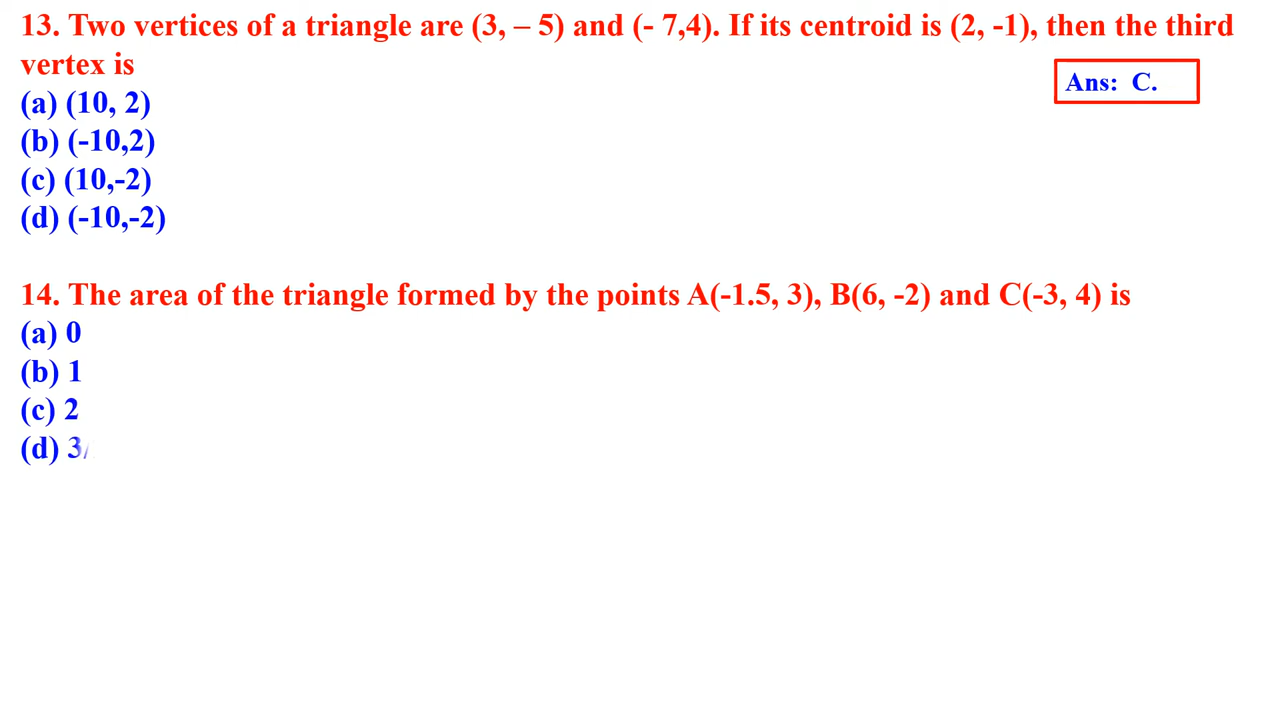 13. Two vertices of a triangle are (3, – 5) and (- 7,4). If its centroid is (2, -1), then the third
vertex is
Ans: C.
(a) (10, 2)
(b) (-10,2)
(c) (10,-2)
(d) (-10,-2)
14. The area of the triangle formed by the points A(-1.5, 3), B(6, -2) and C(-3, 4) is
(a) 0
(b) 1
(c) 2
(d) 3